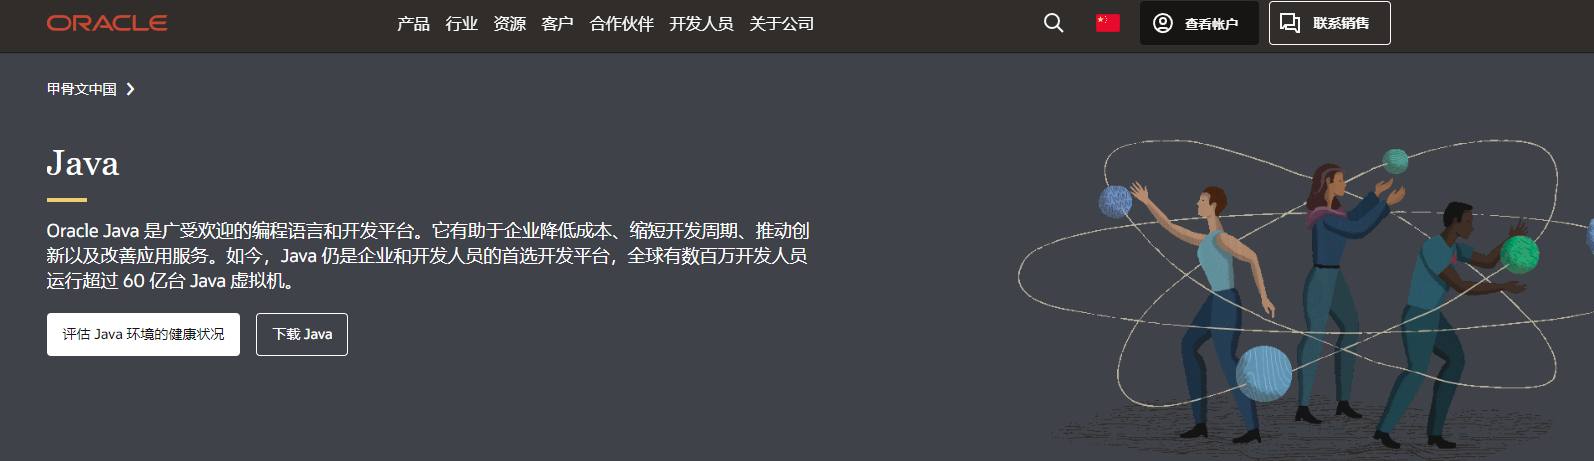 ORACLE
产品 行业 资源 客户 合作伙伴 开发人员 关于公司
查看帐户
联系销售
甲骨文中国
Java
Oracle Java 是广受欢迎的编程语言和开发平台。它有助于企业降低成本、缩短开发周期、推动创
新以及改善应用服务。如今，Java 仍是企业和开发人员的首选开发平台，全球有数百万开发人员
运行超过 60 亿台 Java 虚拟机。
评估 Java 环境的健康状况
下载 Java